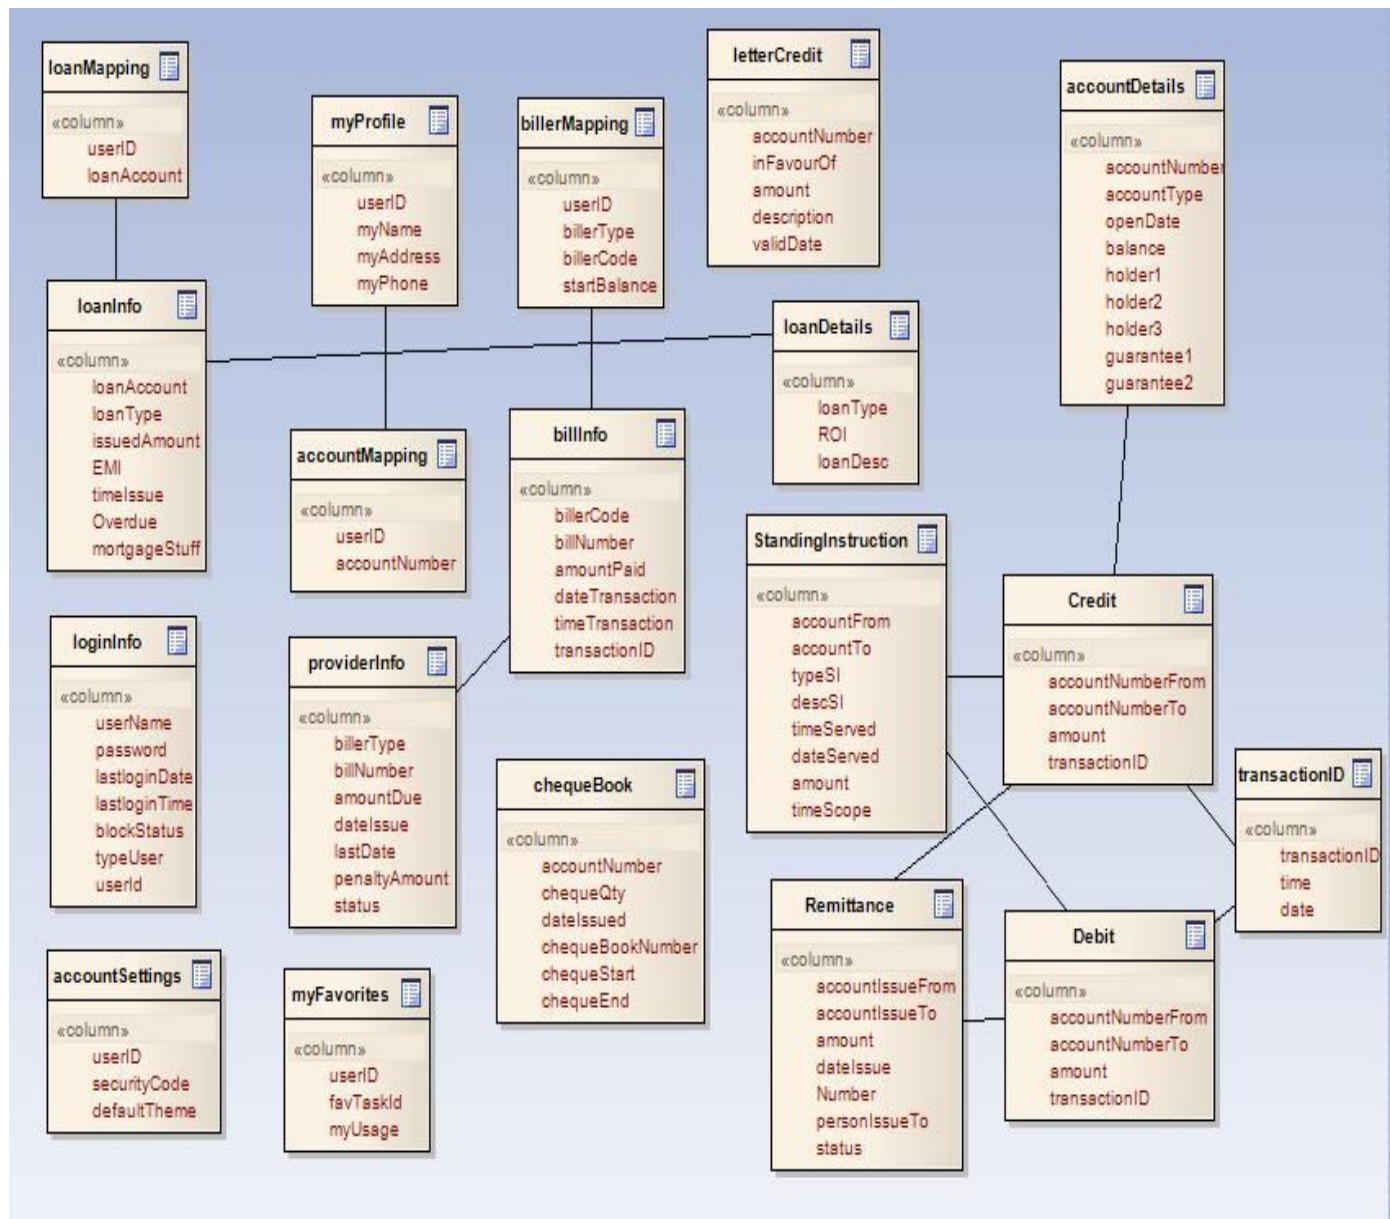 loanMapping
«column»
userID
loanAccount
myProfile
«column»
userID
myName
myAddress
myPhone
billerMapping
«column»
userID
billerType
billerCode
startBalance
letterCredit
«column»
accountNumber
inFavourOf
amount
description
validDate
accountDetails
«column»
accountNumber
accountType
openDate
balance
holder1
holder2
holder3
guarantee1
guarantee2
loanInfo
«column»
loanAccount
loanType
issuedAmount
EMI
timeIssue
Overdue
mortgageStuff
loanDetails
«column»
loanType
ROI
loanDesc
accountMapping
«column»
userID
accountNumber
billInfo
«column»
billerCode
billNumber
amountPaid
dateTransaction
timeTransaction
transactionID
StandingInstruction
«column»
accountFrom
accountTo
typeSI
descSI
timeServed
dateServed
amount
timeScope
Credit
«column»
accountNumberFrom
accountNumberTo
amount
transactionID
loginInfo
«column»
userName
password
lastloginDate
lastloginTime
blockStatus
typeUser
userId
providerInfo
«column»
billerType
billNumber
amountDue
dateIssue
lastDate
penaltyAmount
status
chequeBook
«column»
accountNumber
chequeQty
dateIssued
chequeBookNumber
chequeStart
chequeEnd
transactionID
«column»
transactionID
time
date
Remittance
«column»
accountIssueFrom
accountIssueTo
amount
dateIssue
Number
personIssueTo
status
Debit
«column»
accountNumberFrom
accountNumberTo
amount
transactionID
accountSettings
«column»
userID
securityCode
defaultTheme
myFavorites
«column»
userID
favTaskId
myUsage